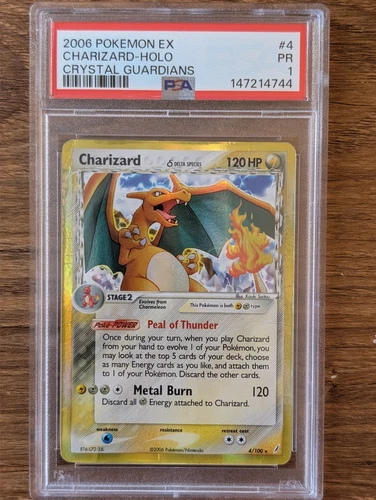 2006 POKEMON EX #4
CHARIZARD-HOLO PR
CRYSTAL GUARDIANS 1
PSA 147214744
Charizard δ DELTA SPECIES 120 HP
STAGE 2 Evolves from Charmeleon This Pokémon is both type.
POKé-POWER Peal of Thunder
Once during your turn, when you play Charizard
from your hand to evolve 1 of your Pokémon, you
may look at the top 5 cards of your deck, choose
as many Energy cards as you like, and attach
them to 1 of your Pokémon. Discard the other cards.
Metal Burn 120
Discard all Energy attached to Charizard.
weakness resistance retreat cost
©2006 Pokémon/Nintendo 4/100